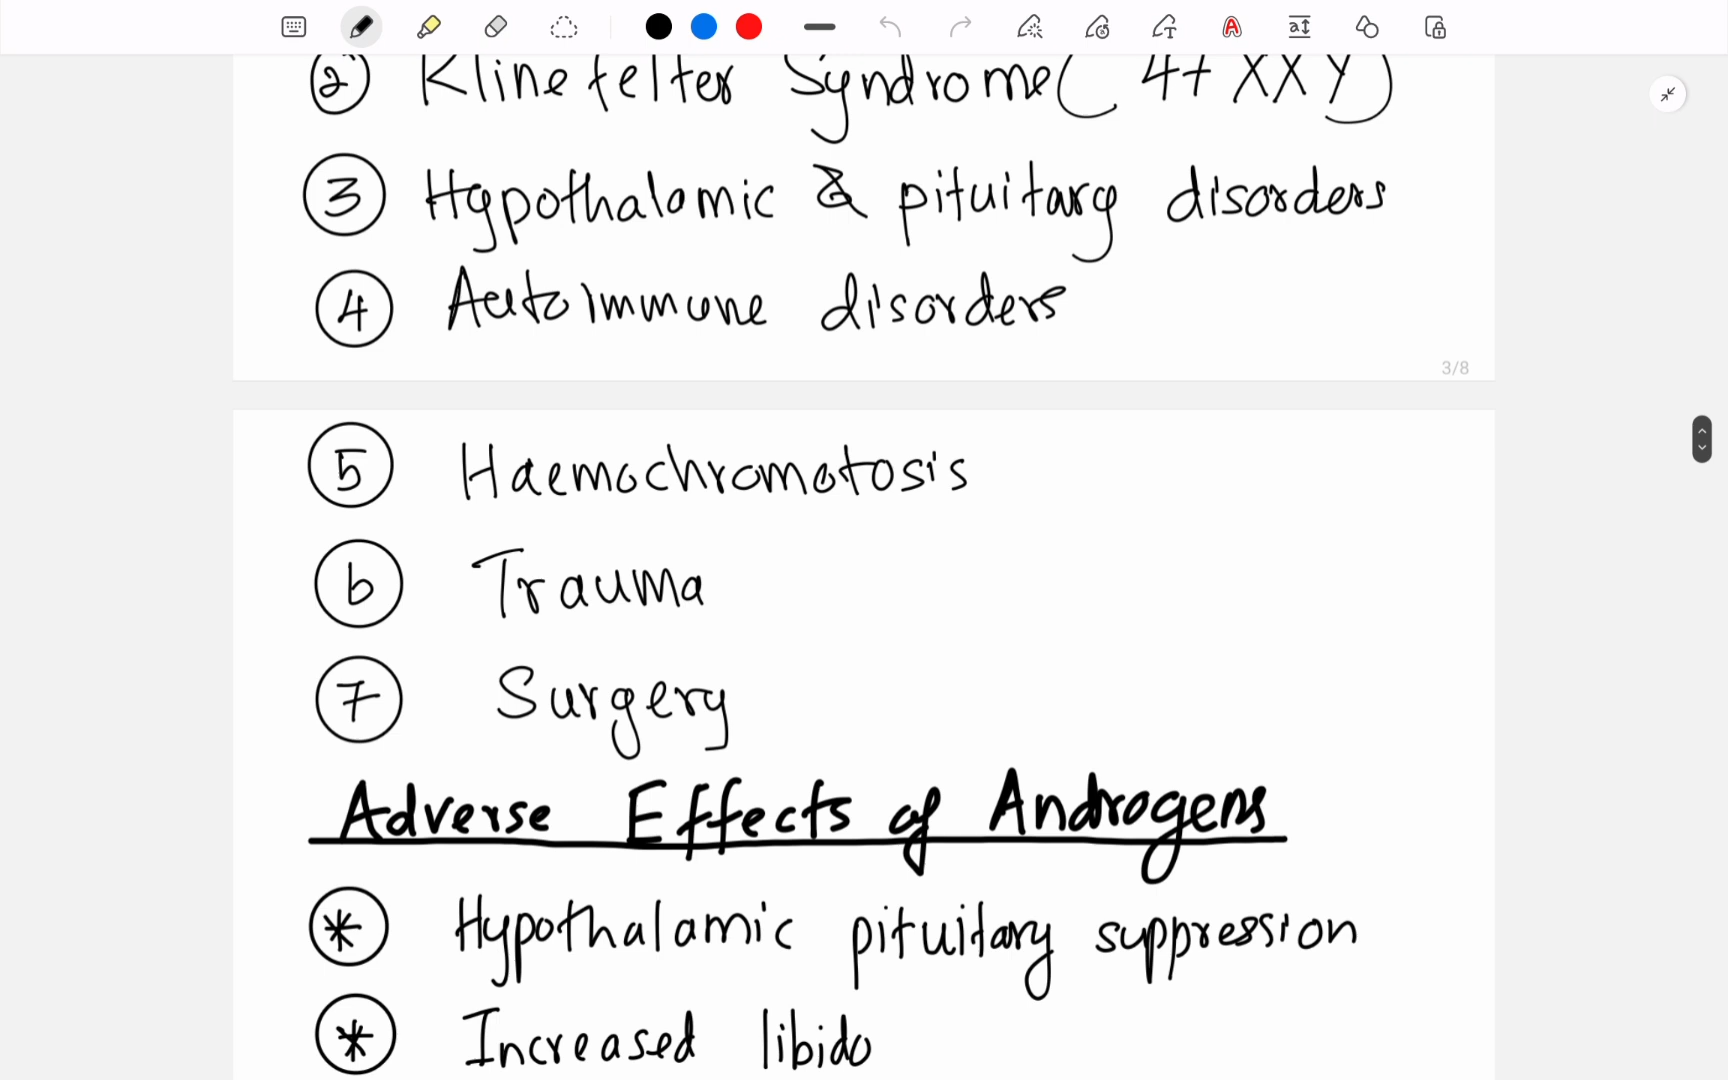 ② Klinefelter Syndrome ( 4+ XXY)
③ Hypothalamic & pituitary disorders
④ Autoimmune disorders
3/8
⑤ Haemochromotosis
⑥ Trauma
⑦ Surgery
Adverse Effects of Androgens
* Hypothalamic pituitary suppression
* Increased libido